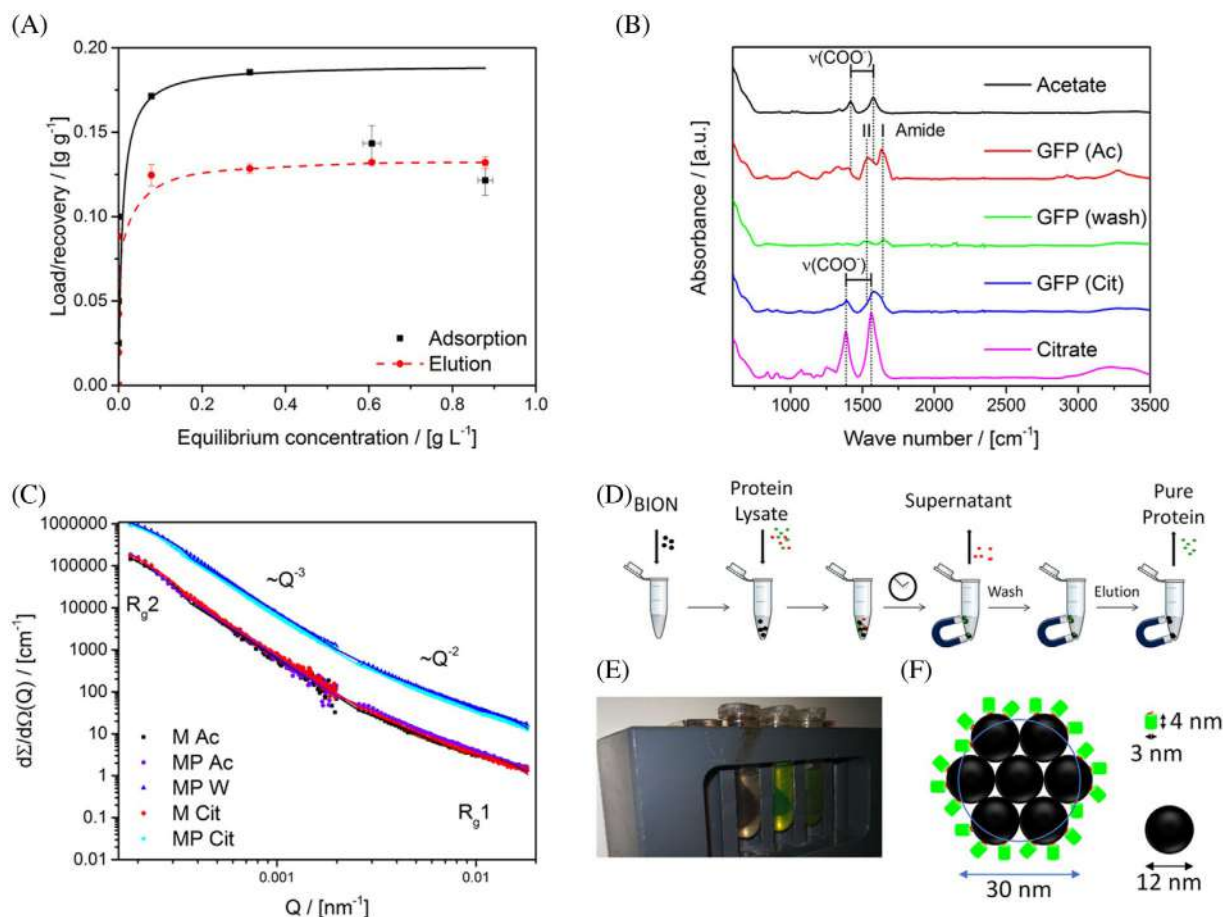 (A)
0.20
0.15
0.10
0.05
0.00
Load/recovery / [g g⁻¹]
Adsorption
Elution
0.0 0.2 0.4 0.6 0.8 1.0
Equilibrium concentration / [g L⁻¹]
(B)
ν(COO⁻)
Acetate
II I Amide
GFP (Ac)
GFP (wash)
ν(COO⁻)
GFP (Cit)
Citrate
Absorbance / [a.u.]
1000 1500 2000 2500 3000 3500
Wave number / [cm⁻¹]
(C)
1000000
100000
10000
1000
100
10
1
0.1
0.01
dΣ/dΩ(Q) / [cm⁻¹]
~Q⁻³
Rg2
~Q⁻²
M Ac
MP Ac
MP W
M Cit
MP Cit
Rg1
0.001 0.01
Q / [nm⁻¹]
(D)
BION
Protein
Lysate
Supernatant
Pure
Protein
Wash
Elution
(E)
(F)
4 nm
3 nm
30 nm
12 nm